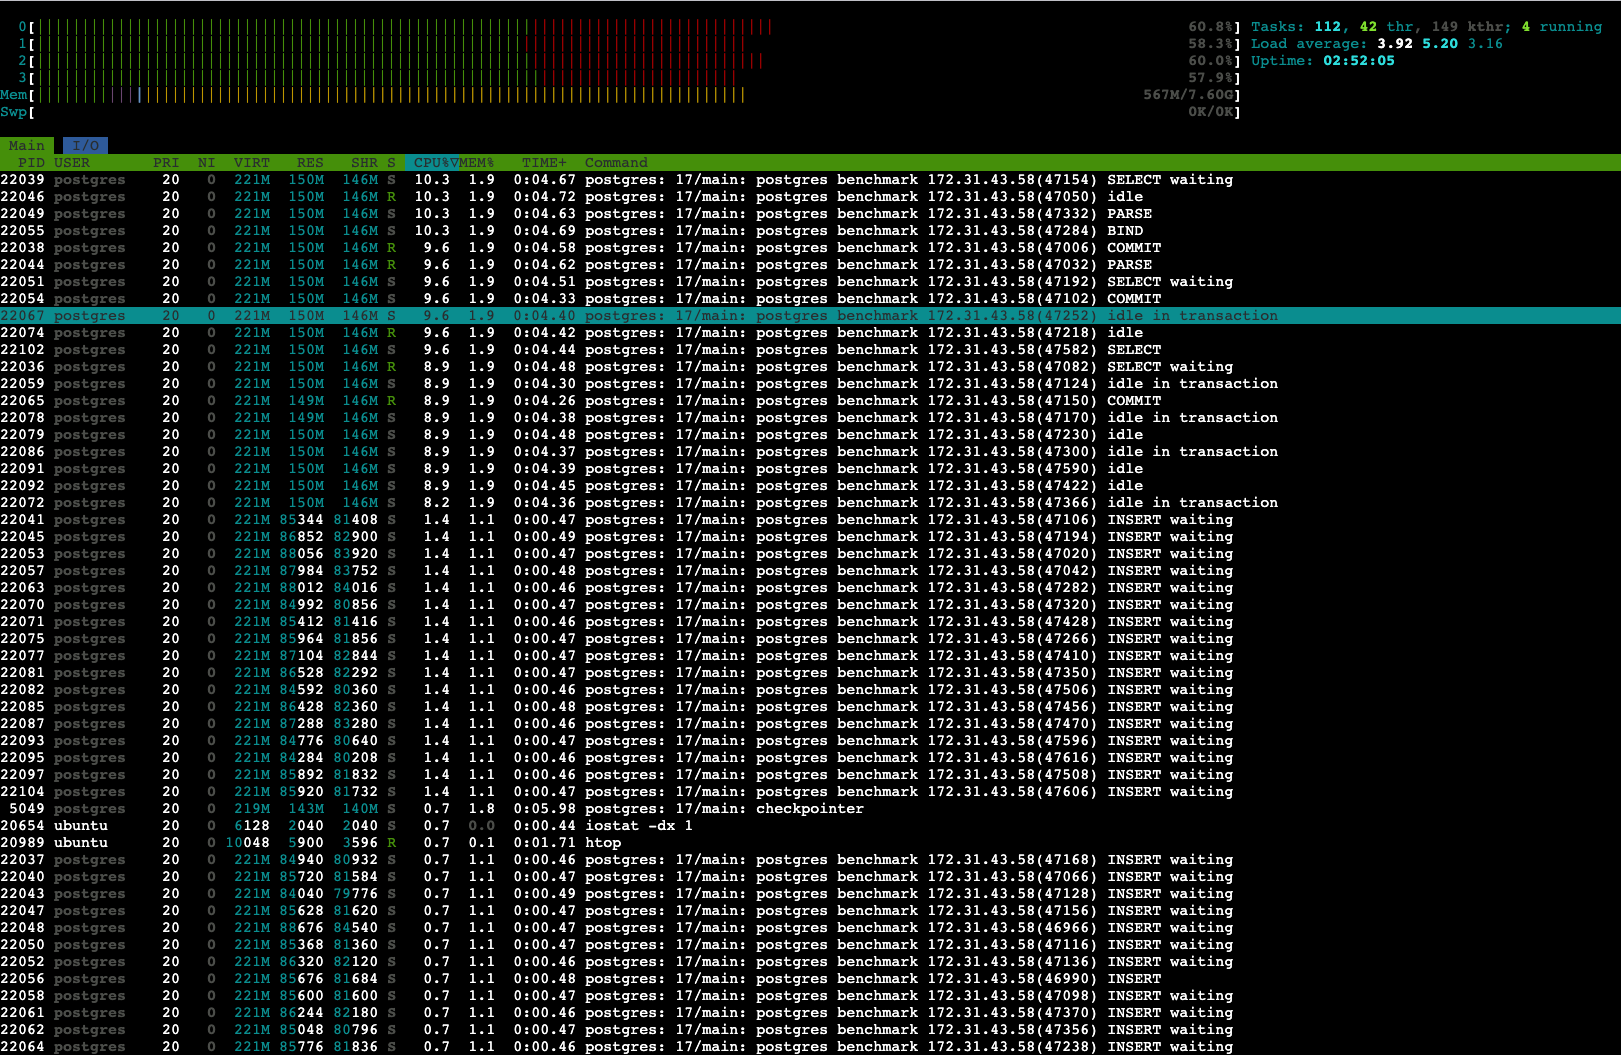 0[ 60.8%] Tasks: 112, 42 thr, 149 kthr; 4 running
1[ 58.3%] Load average: 3.92 5.20 3.16
2[ 60.0%] Uptime: 02:52:05
3[ 57.9%]
Mem[ 567M/7.60G]
Swp[ 0K/0K]
Main I/O
PID USER PRI NI VIRT RES SHR S CPU%▽MEM% TIME+ Command
22039 postgres 20 0 221M 150M 146M S 10.3 1.9 0:04.67 postgres: 17/main: postgres benchmark 172.31.43.58(47154) SELECT waiting
22046 postgres 20 0 221M 150M 146M R 10.3 1.9 0:04.72 postgres: 17/main: postgres benchmark 172.31.43.58(47050) idle
22049 postgres 20 0 221M 150M 146M S 10.3 1.9 0:04.63 postgres: 17/main: postgres benchmark 172.31.43.58(47332) PARSE
22055 postgres 20 0 221M 150M 146M S 10.3 1.9 0:04.69 postgres: 17/main: postgres benchmark 172.31.43.58(47284) BIND
22038 postgres 20 0 221M 150M 146M R 9.6 1.9 0:04.58 postgres: 17/main: postgres benchmark 172.31.43.58(47006) COMMIT
22044 postgres 20 0 221M 150M 146M R 9.6 1.9 0:04.62 postgres: 17/main: postgres benchmark 172.31.43.58(47032) PARSE
22051 postgres 20 0 221M 150M 146M S 9.6 1.9 0:04.51 postgres: 17/main: postgres benchmark 172.31.43.58(47192) SELECT waiting
22054 postgres 20 0 221M 150M 146M S 9.6 1.9 0:04.33 postgres: 17/main: postgres benchmark 172.31.43.58(47102) COMMIT
22067 postgres 20 0 221M 150M 146M S 9.6 1.9 0:04.40 postgres: 17/main: postgres benchmark 172.31.43.58(47252) idle in transaction
22074 postgres 20 0 221M 150M 146M R 9.6 1.9 0:04.42 postgres: 17/main: postgres benchmark 172.31.43.58(47218) idle
22102 postgres 20 0 221M 150M 146M S 9.6 1.9 0:04.44 postgres: 17/main: postgres benchmark 172.31.43.58(47582) SELECT
22036 postgres 20 0 221M 150M 146M R 8.9 1.9 0:04.48 postgres: 17/main: postgres benchmark 172.31.43.58(47082) SELECT waiting
22059 postgres 20 0 221M 150M 146M S 8.9 1.9 0:04.30 postgres: 17/main: postgres benchmark 172.31.43.58(47124) idle in transaction
22065 postgres 20 0 221M 149M 146M R 8.9 1.9 0:04.26 postgres: 17/main: postgres benchmark 172.31.43.58(47150) COMMIT
22078 postgres 20 0 221M 149M 146M S 8.9 1.9 0:04.38 postgres: 17/main: postgres benchmark 172.31.43.58(47170) idle in transaction
22079 postgres 20 0 221M 150M 146M S 8.9 1.9 0:04.48 postgres: 17/main: postgres benchmark 172.31.43.58(47230) idle
22086 postgres 20 0 221M 150M 146M S 8.9 1.9 0:04.37 postgres: 17/main: postgres benchmark 172.31.43.58(47300) idle in transaction
22091 postgres 20 0 221M 150M 146M S 8.9 1.9 0:04.39 postgres: 17/main: postgres benchmark 172.31.43.58(47590) idle
22092 postgres 20 0 221M 150M 146M S 8.9 1.9 0:04.45 postgres: 17/main: postgres benchmark 172.31.43.58(47422) idle
22072 postgres 20 0 221M 150M 146M S 8.2 1.9 0:04.36 postgres: 17/main: postgres benchmark 172.31.43.58(47366) idle in transaction
22041 postgres 20 0 221M 85344 81408 S 1.4 1.1 0:00.47 postgres: 17/main: postgres benchmark 172.31.43.58(47106) INSERT waiting
22045 postgres 20 0 221M 86852 82900 S 1.4 1.1 0:00.49 postgres: 17/main: postgres benchmark 172.31.43.58(47194) INSERT waiting
22053 postgres 20 0 221M 88056 83920 S 1.4 1.1 0:00.47 postgres: 17/main: postgres benchmark 172.31.43.58(47020) INSERT waiting
22057 postgres 20 0 221M 87984 83752 S 1.4 1.1 0:00.48 postgres: 17/main: postgres benchmark 172.31.43.58(47042) INSERT waiting
22063 postgres 20 0 221M 88012 84016 S 1.4 1.1 0:00.46 postgres: 17/main: postgres benchmark 172.31.43.58(47282) INSERT waiting
22070 postgres 20 0 221M 84992 80856 S 1.4 1.1 0:00.47 postgres: 17/main: postgres benchmark 172.31.43.58(47320) INSERT waiting
22071 postgres 20 0 221M 85412 81416 S 1.4 1.1 0:00.46 postgres: 17/main: postgres benchmark 172.31.43.58(47428) INSERT waiting
22075 postgres 20 0 221M 85964 81856 S 1.4 1.1 0:00.47 postgres: 17/main: postgres benchmark 172.31.43.58(47266) INSERT waiting
22077 postgres 20 0 221M 87104 82844 S 1.4 1.1 0:00.46 postgres: 17/main: postgres benchmark 172.31.43.58(47410) INSERT waiting
22081 postgres 20 0 221M 86528 82292 S 1.4 1.1 0:00.47 postgres: 17/main: postgres benchmark 172.31.43.58(47350) INSERT waiting
22082 postgres 20 0 221M 84592 80360 S 1.4 1.1 0:00.46 postgres: 17/main: postgres benchmark 172.31.43.58(47506) INSERT waiting
22085 postgres 20 0 221M 86428 82360 S 1.4 1.1 0:00.48 postgres: 17/main: postgres benchmark 172.31.43.58(47456) INSERT waiting
22087 postgres 20 0 221M 87288 83280 S 1.4 1.1 0:00.46 postgres: 17/main: postgres benchmark 172.31.43.58(47470) INSERT waiting
22093 postgres 20 0 221M 84776 80640 S 1.4 1.1 0:00.47 postgres: 17/main: postgres benchmark 172.31.43.58(47596) INSERT waiting
22095 postgres 20 0 221M 84284 80208 S 1.4 1.1 0:00.46 postgres: 17/main: postgres benchmark 172.31.43.58(47616) INSERT waiting
22097 postgres 20 0 221M 85892 81832 S 1.4 1.1 0:00.46 postgres: 17/main: postgres benchmark 172.31.43.58(47508) INSERT waiting
22104 postgres 20 0 221M 85920 81732 S 1.4 1.1 0:00.47 postgres: 17/main: postgres benchmark 172.31.43.58(47606) INSERT waiting
5049 postgres 20 0 219M 143M 140M S 0.7 1.8 0:05.98 postgres: 17/main: checkpointer
20654 ubuntu 20 0 6128 2040 2040 S 0.7 0.0 0:00.44 iostat -dx 1
20989 ubuntu 20 0 10048 5900 3596 R 0.7 0.1 0:01.71 htop
22037 postgres 20 0 221M 84940 80932 S 0.7 1.1 0:00.46 postgres: 17/main: postgres benchmark 172.31.43.58(47168) INSERT waiting
22040 postgres 20 0 221M 85720 81584 S 0.7 1.1 0:00.47 postgres: 17/main: postgres benchmark 172.31.43.58(47066) INSERT waiting
22043 postgres 20 0 221M 84040 79776 S 0.7 1.1 0:00.49 postgres: 17/main: postgres benchmark 172.31.43.58(47128) INSERT waiting
22047 postgres 20 0 221M 85628 81620 S 0.7 1.1 0:00.47 postgres: 17/main: postgres benchmark 172.31.43.58(47156) INSERT waiting
22048 postgres 20 0 221M 88676 84540 S 0.7 1.1 0:00.47 postgres: 17/main: postgres benchmark 172.31.43.58(46966) INSERT waiting
22050 postgres 20 0 221M 85368 81360 S 0.7 1.1 0:00.47 postgres: 17/main: postgres benchmark 172.31.43.58(47116) INSERT waiting
22052 postgres 20 0 221M 86320 82120 S 0.7 1.1 0:00.46 postgres: 17/main: postgres benchmark 172.31.43.58(47136) INSERT waiting
22056 postgres 20 0 221M 85676 81684 S 0.7 1.1 0:00.48 postgres: 17/main: postgres benchmark 172.31.43.58(46990) INSERT
22058 postgres 20 0 221M 85600 81600 S 0.7 1.1 0:00.47 postgres: 17/main: postgres benchmark 172.31.43.58(47098) INSERT waiting
22061 postgres 20 0 221M 86244 82180 S 0.7 1.1 0:00.46 postgres: 17/main: postgres benchmark 172.31.43.58(47370) INSERT waiting
22062 postgres 20 0 221M 85048 80796 S 0.7 1.1 0:00.47 postgres: 17/main: postgres benchmark 172.31.43.58(47356) INSERT waiting
22064 postgres 20 0 221M 85776 81836 S 0.7 1.1 0:00.46 postgres: 17/main: postgres benchmark 172.31.43.58(47238) INSERT waiting